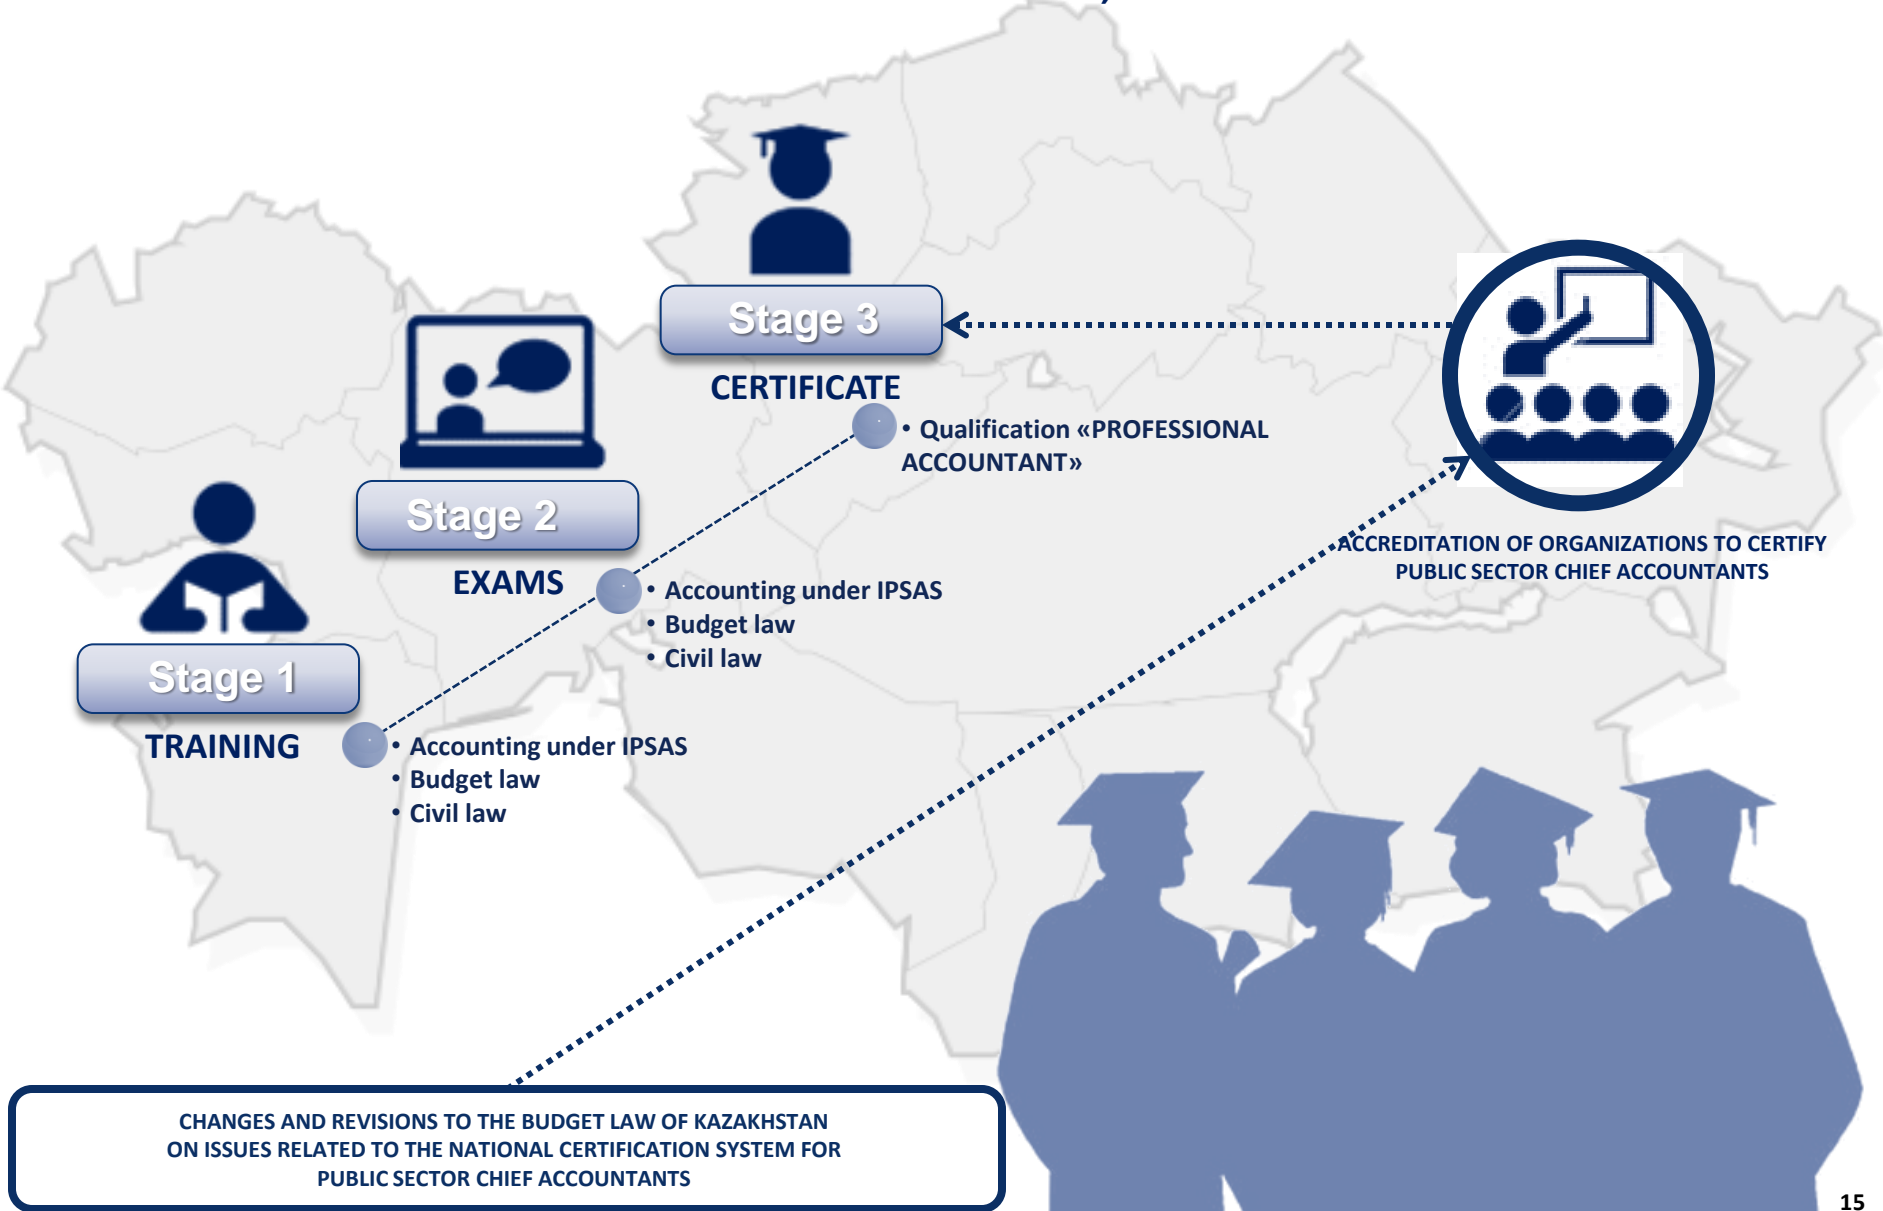 Stage 3
CERTIFICATE
• Qualification «PROFESSIONAL
ACCOUNTANT»
Stage 2
EXAMS
• Accounting under IPSAS
• Budget law
• Civil law
Stage 1
TRAINING
• Accounting under IPSAS
• Budget law
• Civil law
ACCREDITATION OF ORGANIZATIONS TO CERTIFY
PUBLIC SECTOR CHIEF ACCOUNTANTS
CHANGES AND REVISIONS TO THE BUDGET LAW OF KAZAKHSTAN
ON ISSUES RELATED TO THE NATIONAL CERTIFICATION SYSTEM FOR
PUBLIC SECTOR CHIEF ACCOUNTANTS
15